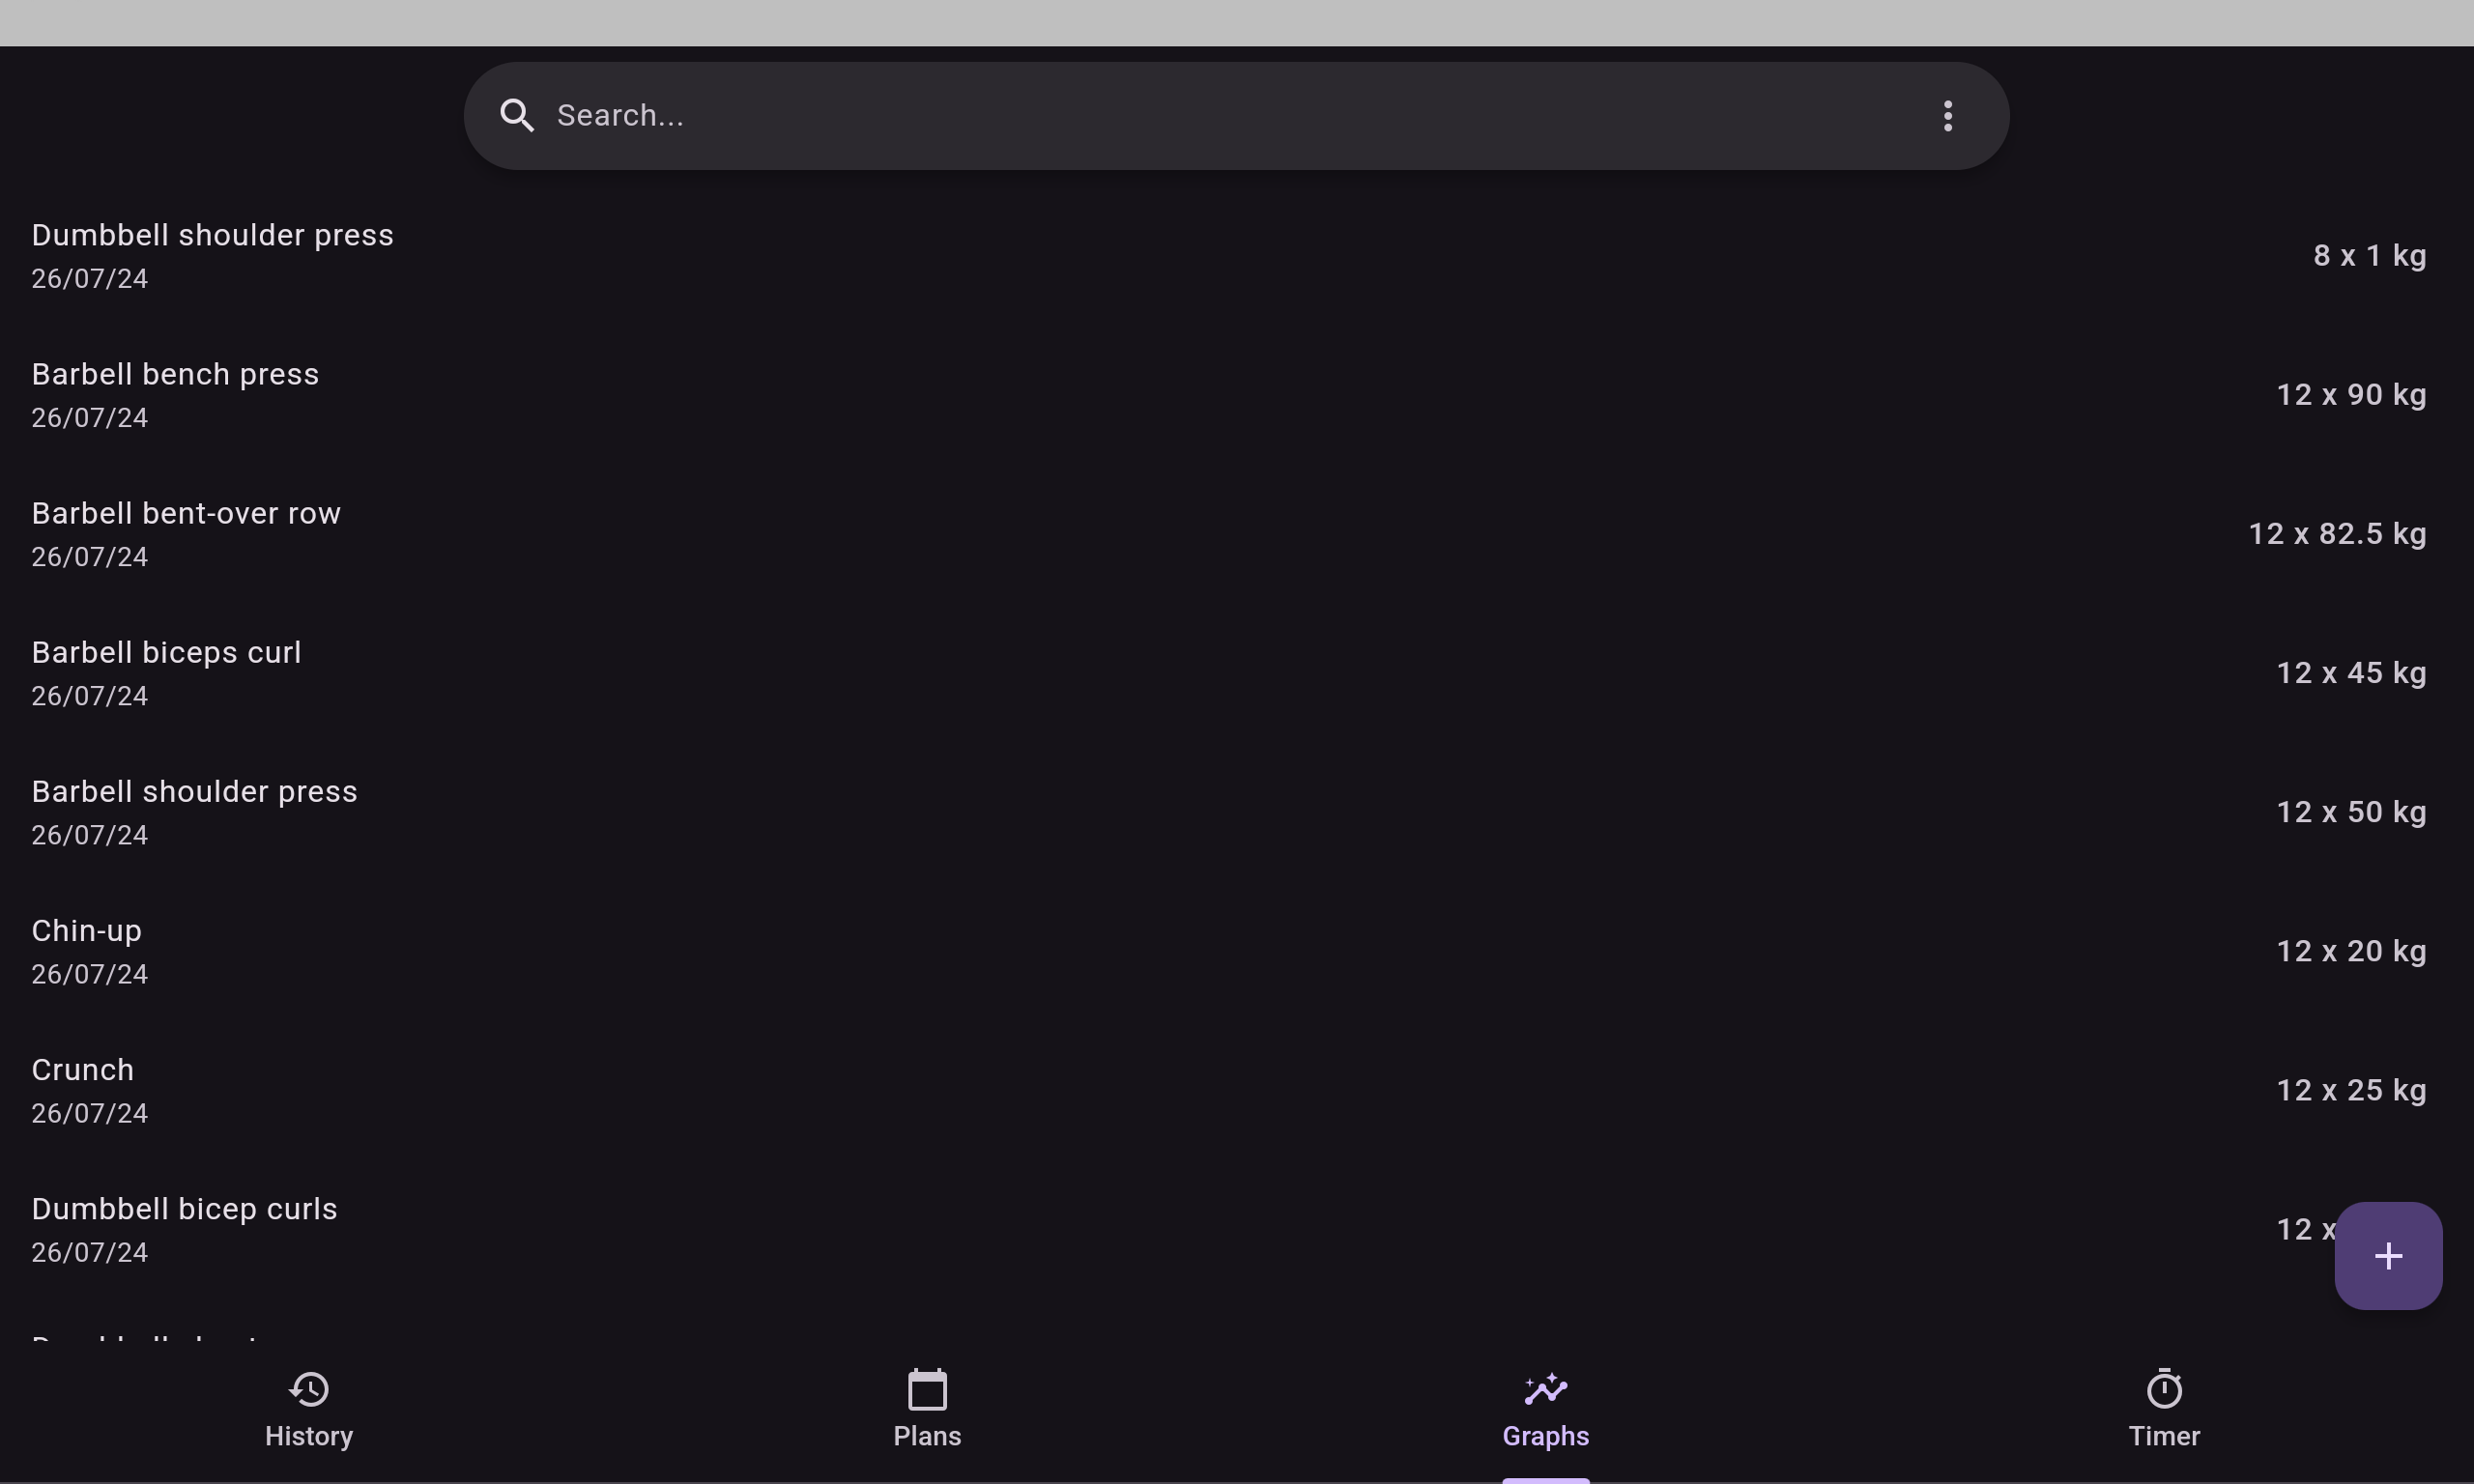 Search...
Dumbbell shoulder press
8 x 1 kg
26/07/24
Barbell bench press
12 x 90 kg
26/07/24
Barbell bent-over row
12 x 82.5 kg
26/07/24
Barbell biceps curl
12 x 45 kg
26/07/24
Barbell shoulder press
12 x 50 kg
26/07/24
Chin-up
12 x 20 kg
26/07/24
Crunch
12 x 25 kg
26/07/24
Dumbbell bicep curls
12 x
26/07/24
History
Plans
Graphs
Timer